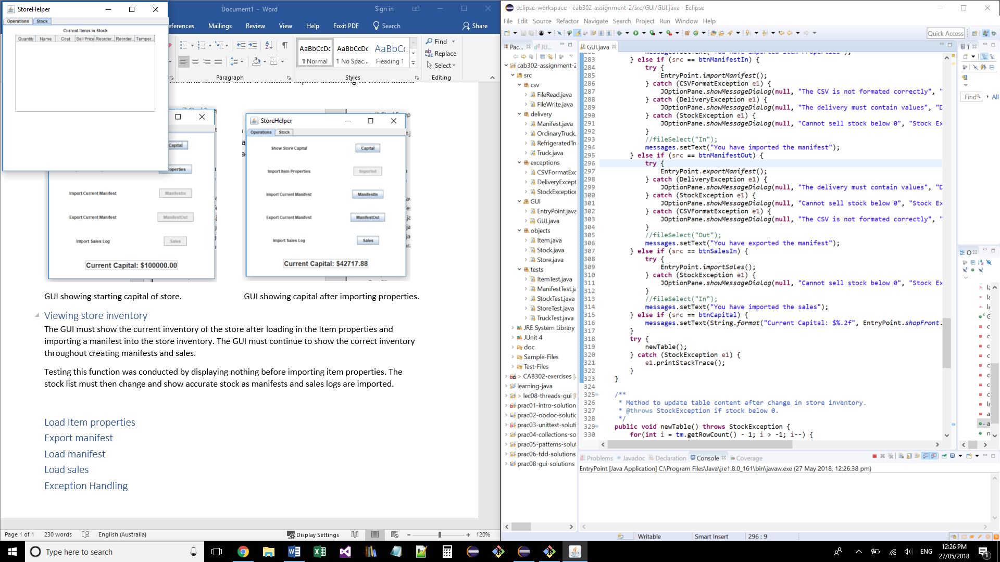 StoreHelper
Operations Stock
Current Items in Stock
Quantity Name Cost Sell Price Reorder... Reorder... Temper...
Document1 - Word
Sign in
ferences Mailings Review View Help Foxit PDF Search Share
AaBbCcDc AaBbCcDc AaBbCc
¶ Normal ¶ No Spac... Heading 1
Find
Replace
Select
Paragraph Styles Editing
Capital
roperties
Import Current Manifest ManifestIn
Export Current Manifest ManifestOut
Import Sales Log Sales
Current Capital: $100000.00
StoreHelper
Operations Stock
Show Store Capital Capital
Import Item Properties Imported
Import Current Manifest ManifestIn
Export Current Manifest ManifestOut
Import Sales Log Sales
Current Capital: $42717.88
GUI showing starting capital of store. GUI showing capital after importing properties.
Viewing store inventory
The GUI must show the current inventory of the store after loading in the Item properties and
importing a manifest into the store inventory. The GUI must continue to show the correct inventory
throughout creating manifests and sales.
Testing this function was conducted by displaying nothing before importing item properties. The
stock list must then change and show accurate stock as manifests and sales logs are imported.
Load Item properties
Export manifest
Load manifest
Load sales
Exception Handling
Page 1 of 1 230 words English (Australia) Display Settings 120%
eclipse-workspace - cab302-assignment-2/src/GUI/GUI.java - Eclipse
File Edit Source Refactor Navigate Search Project Run Window Help
Quick Access
Pac... JU...
cab302-assignment-2
src
csv
FileRead.java
FileWrite.java
delivery
Manifest.java
OrdinaryTruck.
RefrigeratedTru
Truck.java
exceptions
CSVFormatExc
DeliveryExcept
StockException
GUI
EntryPoint.java
GUI.java
objects
Item.java
Stock.java
Store.java
tests
ItemTest.java
ManifestTest.ja
StockTest.java
StoreTest.java
TruckTest.java
JRE System Library
JUnit 4
doc
Sample-Files
Test-Files
> CAB302-exercises [
learning-java
> lec08-threads-gui [
prac01-intro-solution
prac02-oodoc-solutio
prac03-unittest-soluti
prac04-collections-so
prac05-patterns-solut
prac06-tdd-solutions
prac08-gui-solutions
GUI.java
283 } else if (src == btnManifestIn) {
284 try {
285 EntryPoint.importManifest();
286 } catch (CSVFormatException e1) {
287 JOptionPane.showMessageDialog(null, "The CSV is not formated correctly", "
288 } catch (DeliveryException e1) {
289 JOptionPane.showMessageDialog(null, "The delivery must contain values", "D
290 } catch (StockException e1) {
291 JOptionPane.showMessageDialog(null, "Cannot sell stock below 0", "Stock Ex
292 }
293 //fileSelect("In");
294 messages.setText("You have imported the manifest");
295 } else if (src == btnManifestOut) {
296 try {
297 EntryPoint.exportManifest();
298 } catch (DeliveryException e1) {
299 JOptionPane.showMessageDialog(null, "The delivery must contain values", "D
300 } catch (StockException e1) {
301 JOptionPane.showMessageDialog(null, "Cannot sell stock below 0", "Stock Ex
302 } catch (CSVFormatException e1) {
303 JOptionPane.showMessageDialog(null, "The CSV is not formated correctly", "
304 }
305 //fileSelect("Out");
306 messages.setText("You have exported the manifest");
307 } else if (src == btnSalesIn) {
308 try {
309 EntryPoint.importSales();
310 } catch (StockException e1) {
311 JOptionPane.showMessageDialog(null, "Cannot sell stock below 0", "Stock Ex
312 }
313 //fileSelect("In");
314 messages.setText("You have imported the sales");
315 } else if (src == btnCapital) {
316 messages.setText(String.format("Current Capital: $%.2f", EntryPoint.shopFront.
317 }
318 try {
319 newTable();
320 } catch (StockException e1) {
321 e1.printStackTrace();
322 }
323 }
324
325 /**
326 * Method to update table content after change in store inventory.
327 * @throws StockException if stock below 0.
328 */
329 public void newTable() throws StockException {
330 for(int i = tm.getRowCount() - 1; i > -1; i--) {
Find All
Problems Javadoc Declaration Console Coverage
EntryPoint [Java Application] C:\Program Files\Java\jre1.8.0_161\bin\javaw.exe (27 May 2018, 12:26:38 pm)
Writable Smart Insert 296 : 9
Type here to search
ENG
12:26 PM
27/05/2018